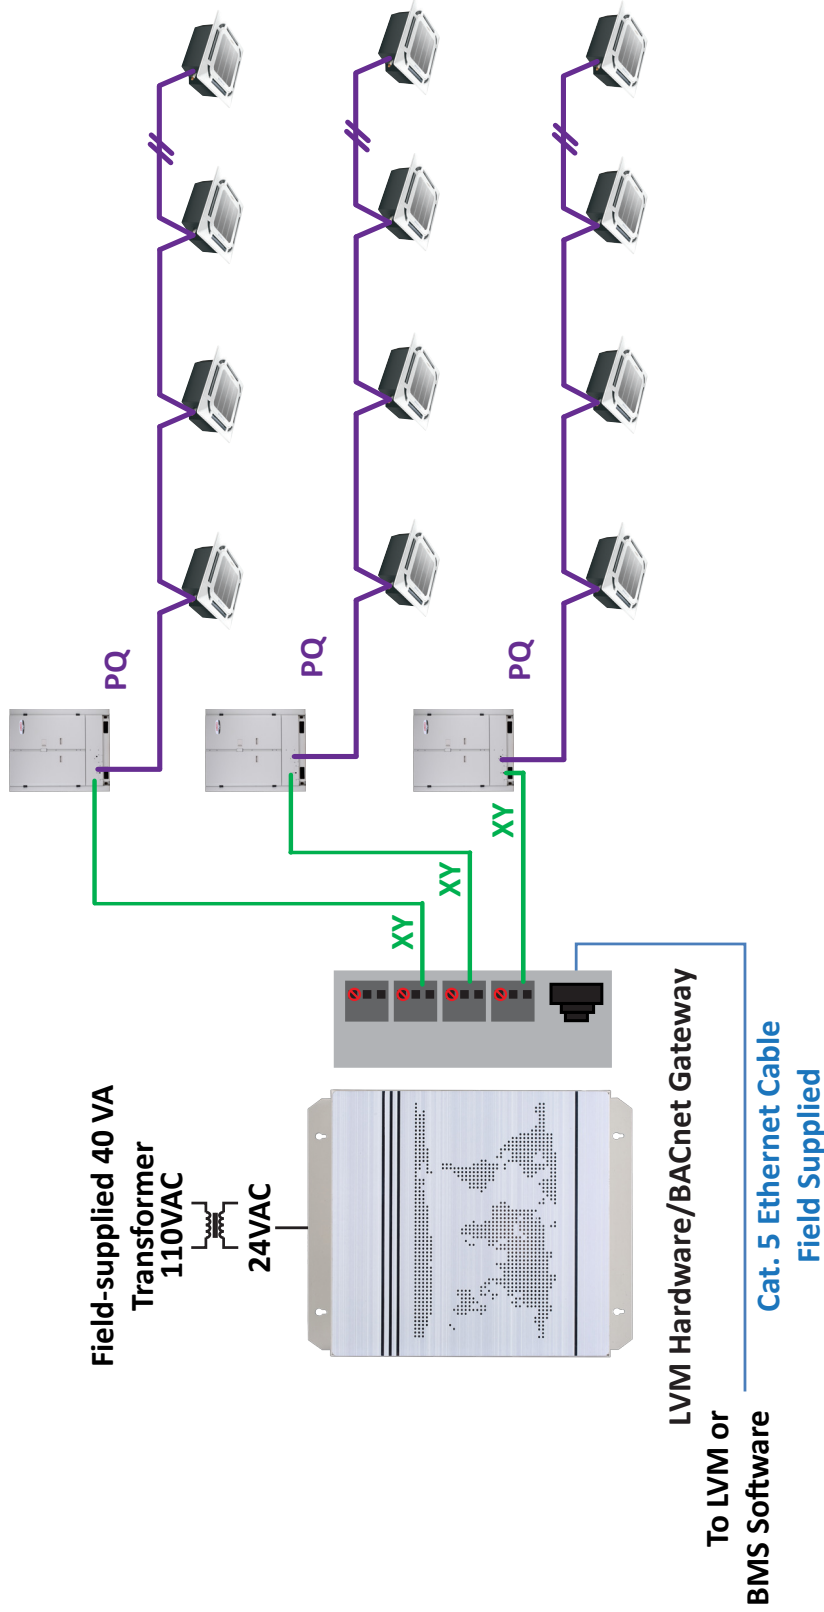 Field-supplied 40 VA
Transformer
110VAC
24VAC
LVM Hardware/BACnet Gateway
To LVM or
BMS Software
Cat. 5 Ethernet Cable
Field Supplied
XY
XY
XY
PQ
PQ
PQ